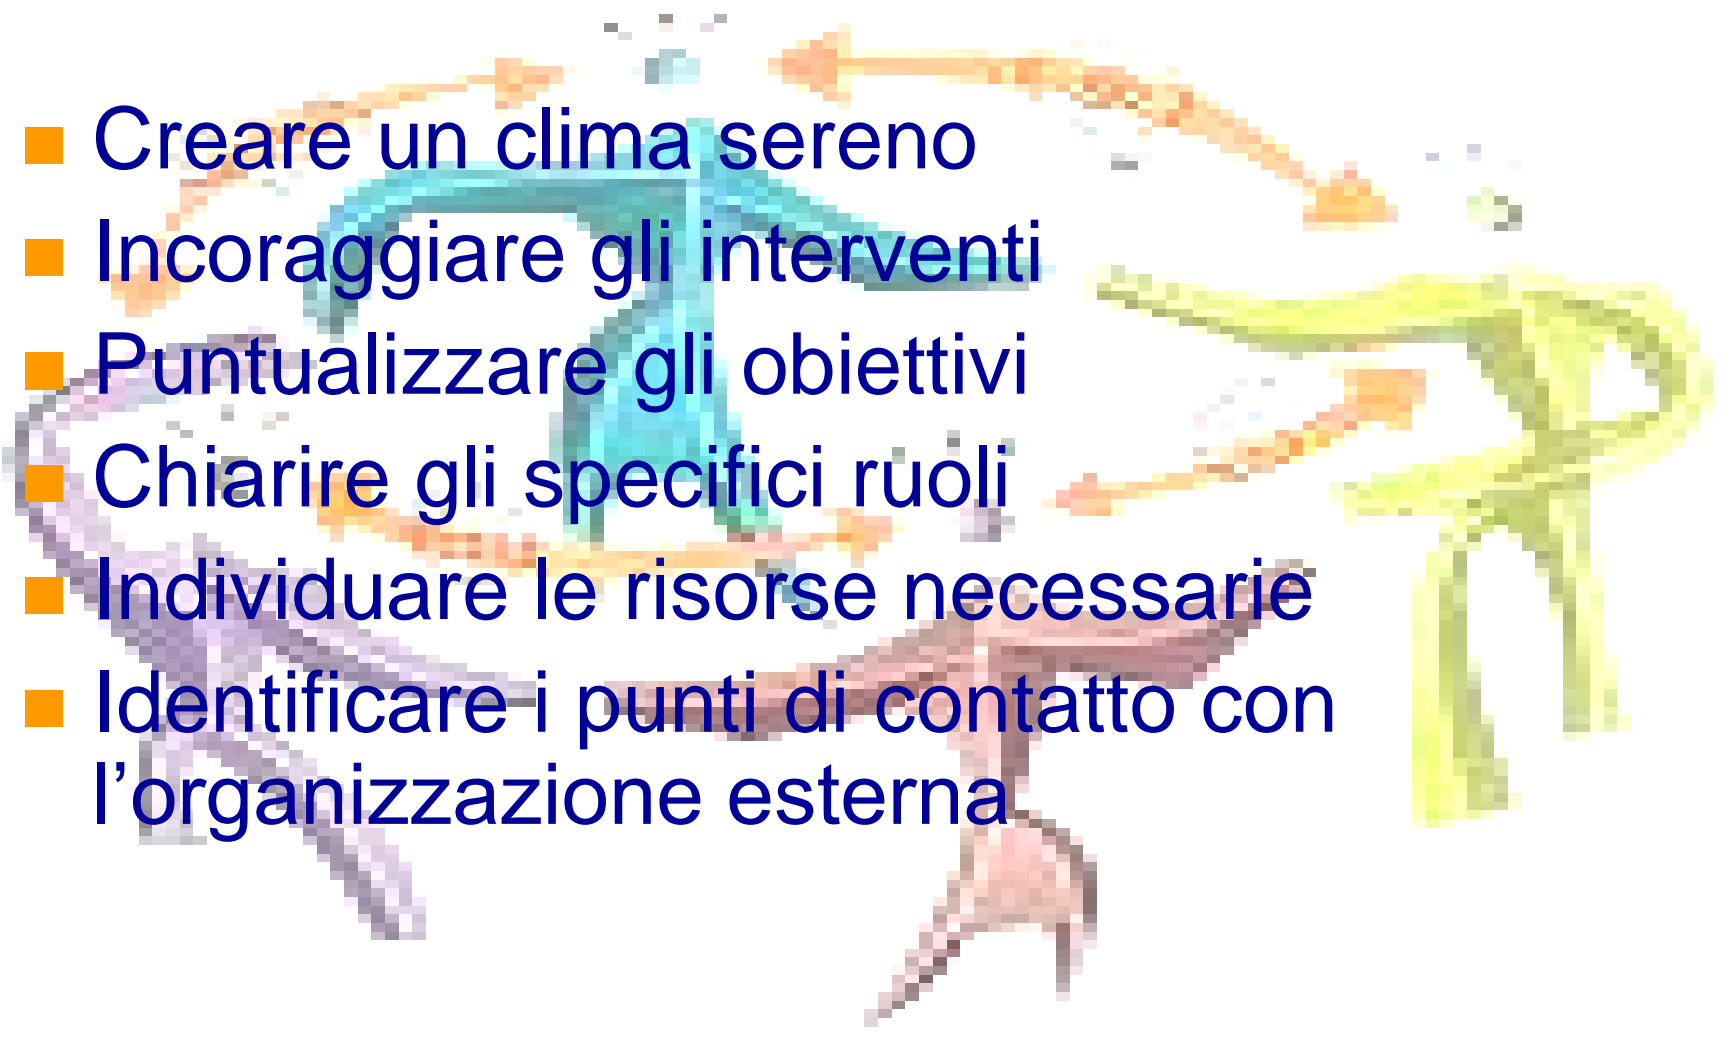 Creare un clima sereno
Incoraggiare gli interventi
Puntualizzare gli obiettivi
Chiarire gli specifici ruoli
Individuare le risorse necessarie
Identificare i punti di contatto con
l’organizzazione esterna